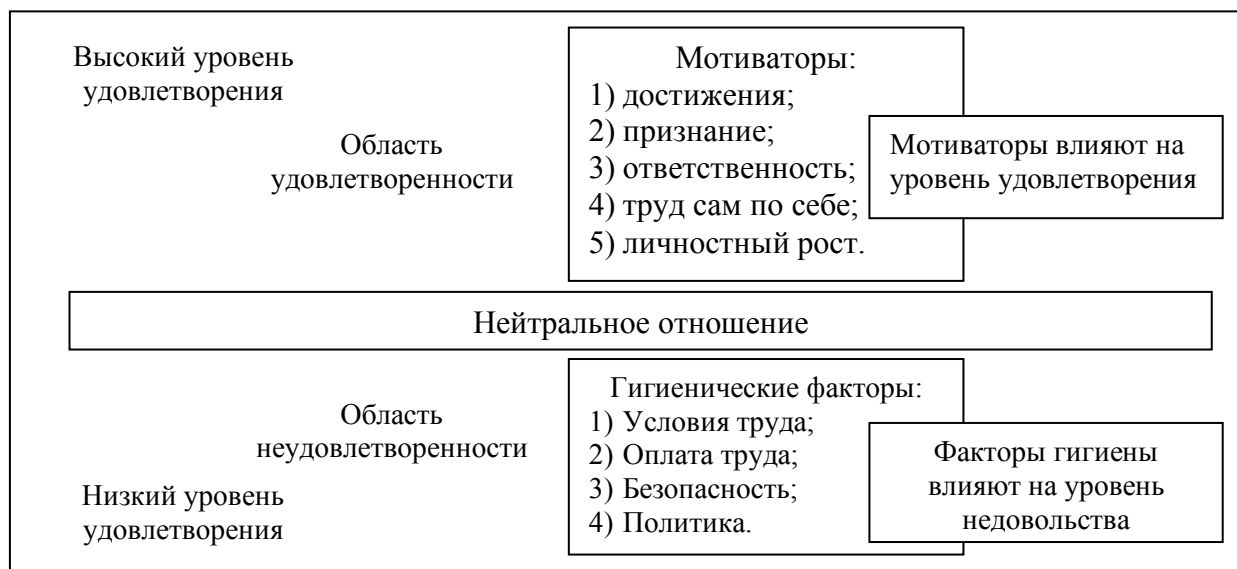 Высокий уровень
удовлетворения
Область
удовлетворенности
Мотиваторы:
1) достижения;
2) признание;
3) ответственность;
4) труд сам по себе;
5) личностный рост.
Мотиваторы влияют на
уровень удовлетворения
Нейтральное отношение
Область
неудовлетворенности
Низкий уровень
удовлетворения
Гигиенические факторы:
1) Условия труда;
2) Оплата труда;
3) Безопасность;
4) Политика.
Факторы гигиены
влияют на уровень
недовольства